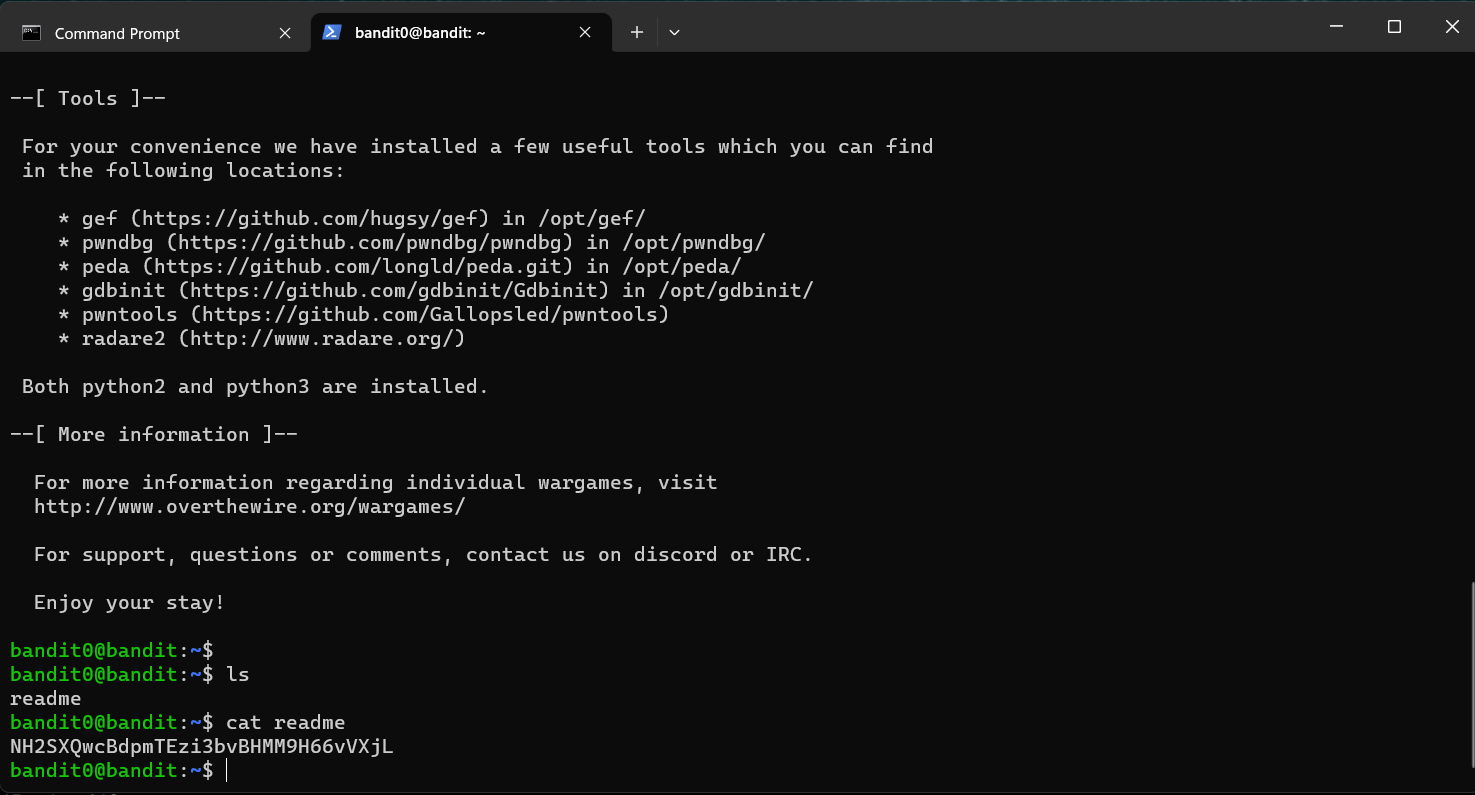 Command Prompt
bandit0@bandit: ~
--[ Tools ]--
For your convenience we have installed a few useful tools which you can find
in the following locations:
* gef (https://github.com/hugsy/gef) in /opt/gef/
* pwndbg (https://github.com/pwndbg/pwndbg) in /opt/pwndbg/
* peda (https://github.com/longld/peda.git) in /opt/peda/
* gdbinit (https://github.com/gdbinit/Gdbinit) in /opt/gdbinit/
* pwntools (https://github.com/Gallopsled/pwntools)
* radare2 (http://www.radare.org/)
Both python2 and python3 are installed.
--[ More information ]--
For more information regarding individual wargames, visit
http://www.overthewire.org/wargames/
For support, questions or comments, contact us on discord or IRC.
Enjoy your stay!
bandit0@bandit:~$
bandit0@bandit:~$ ls
readme
bandit0@bandit:~$ cat readme
NH2SXQwcBdpmTEzi3bvBHMM9H66vVXjL
bandit0@bandit:~$